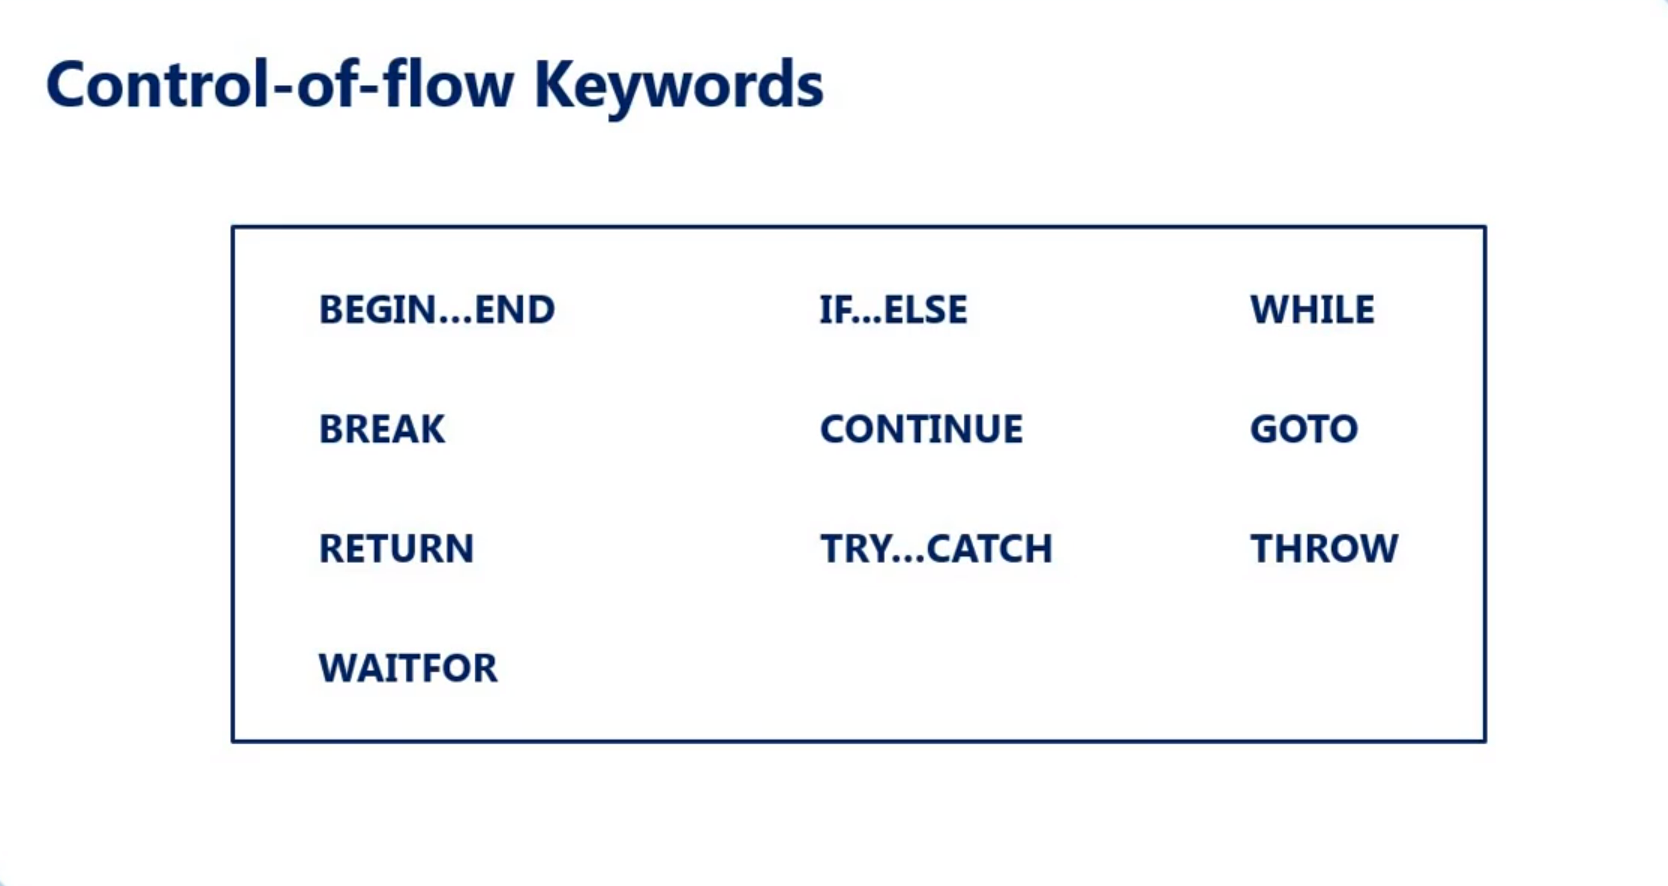 Control-of-flow Keywords
BEGIN...END IF...ELSE WHILE
BREAK CONTINUE GOTO
RETURN TRY...CATCH THROW
WAITFOR